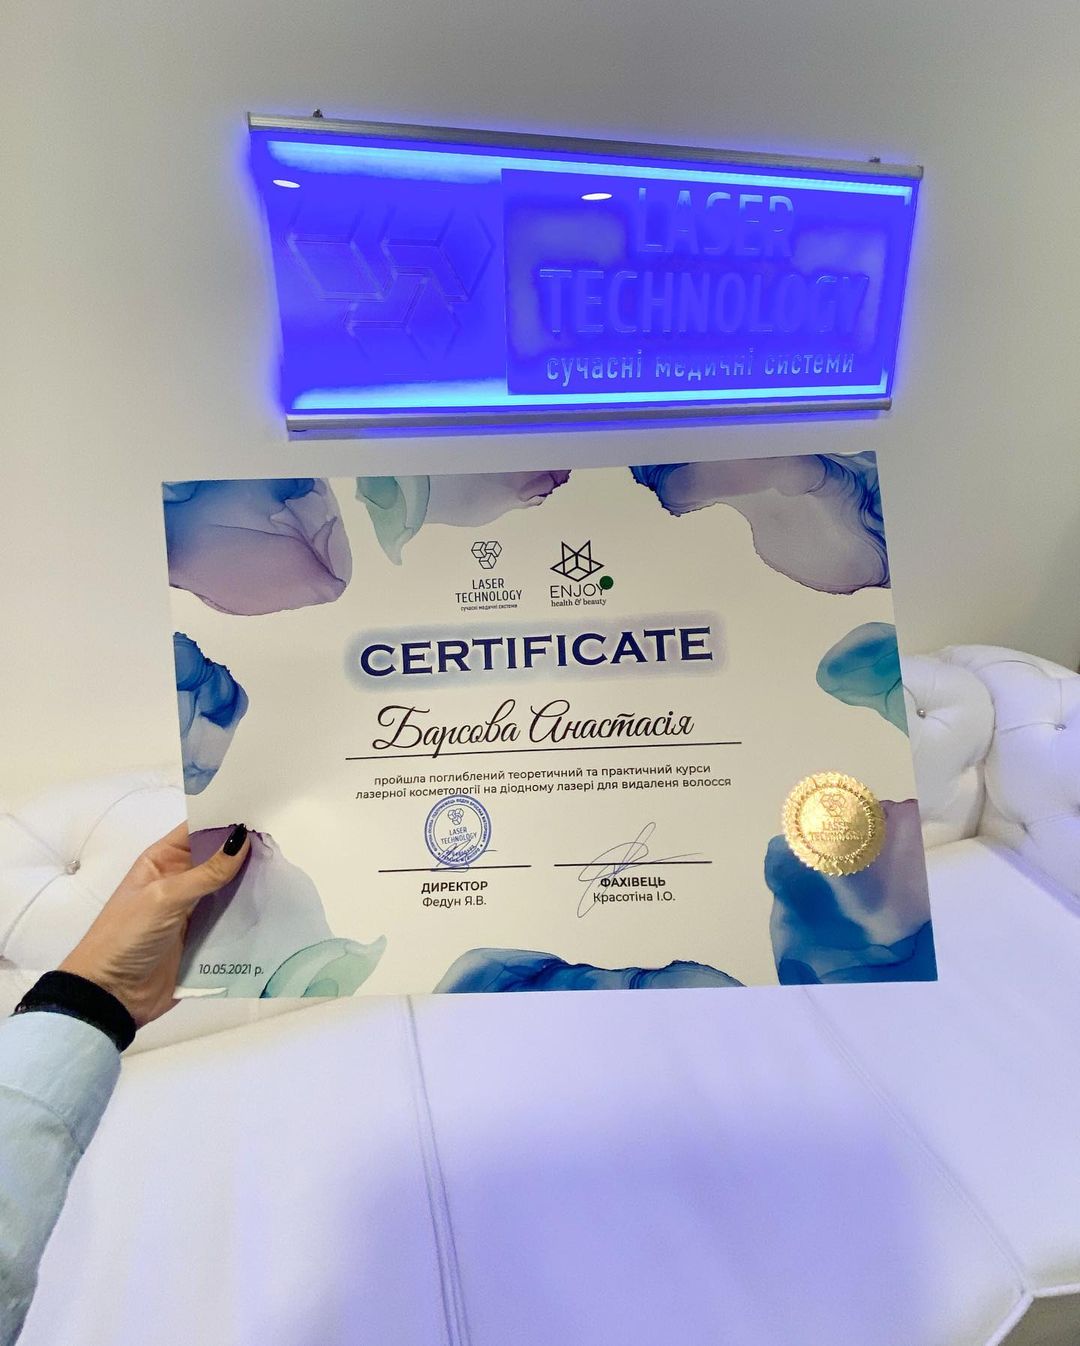 LASER
TECHNOLOGY
сучасні медичні системи
LASER
TECHNOLOGY
сучасні медичні системи
ENJOY
health & beauty
CERTIFICATE
Барсова Анастасія
пройшла поглиблений теоретичний та практичний курси
лазерної косметології на діодному лазері для видаленя волосся
LASER
TECHNOLOGY
LASER
TECHNOLOGY
ДИРЕКТОР
Федун Я.В.
ФАХІВЕЦЬ
Красотіна І.О.
10.05.2021 р.